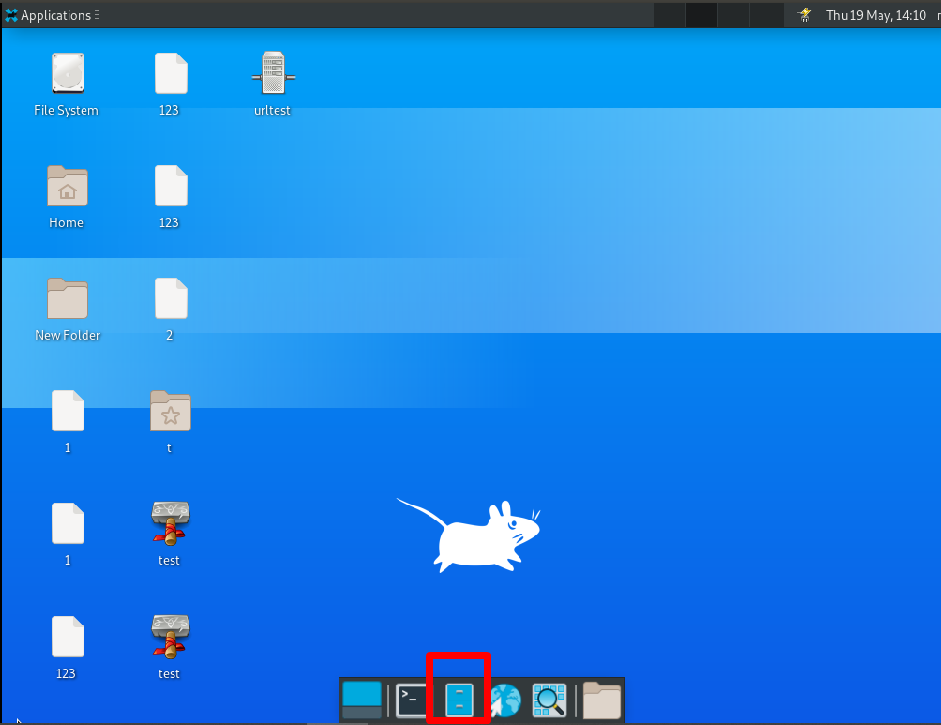 Applications
Thu 19 May, 14:10
File System
123
urltest
Home
123
New Folder
2
1
t
1
test
123
test
>_